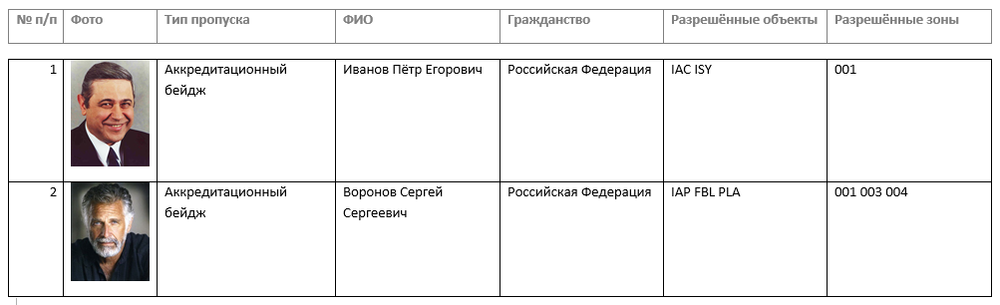 № п/п Фото Тип пропуска ФИО Гражданство Разрешённые объекты Разрешённые зоны
1 Аккредитационный бейдж Иванов Пётр Егорович Российская Федерация IAC ISY 001
2 Аккредитационный бейдж Воронов Сергей Сергеевич Российская Федерация IAP FBL PLA 001 003 004